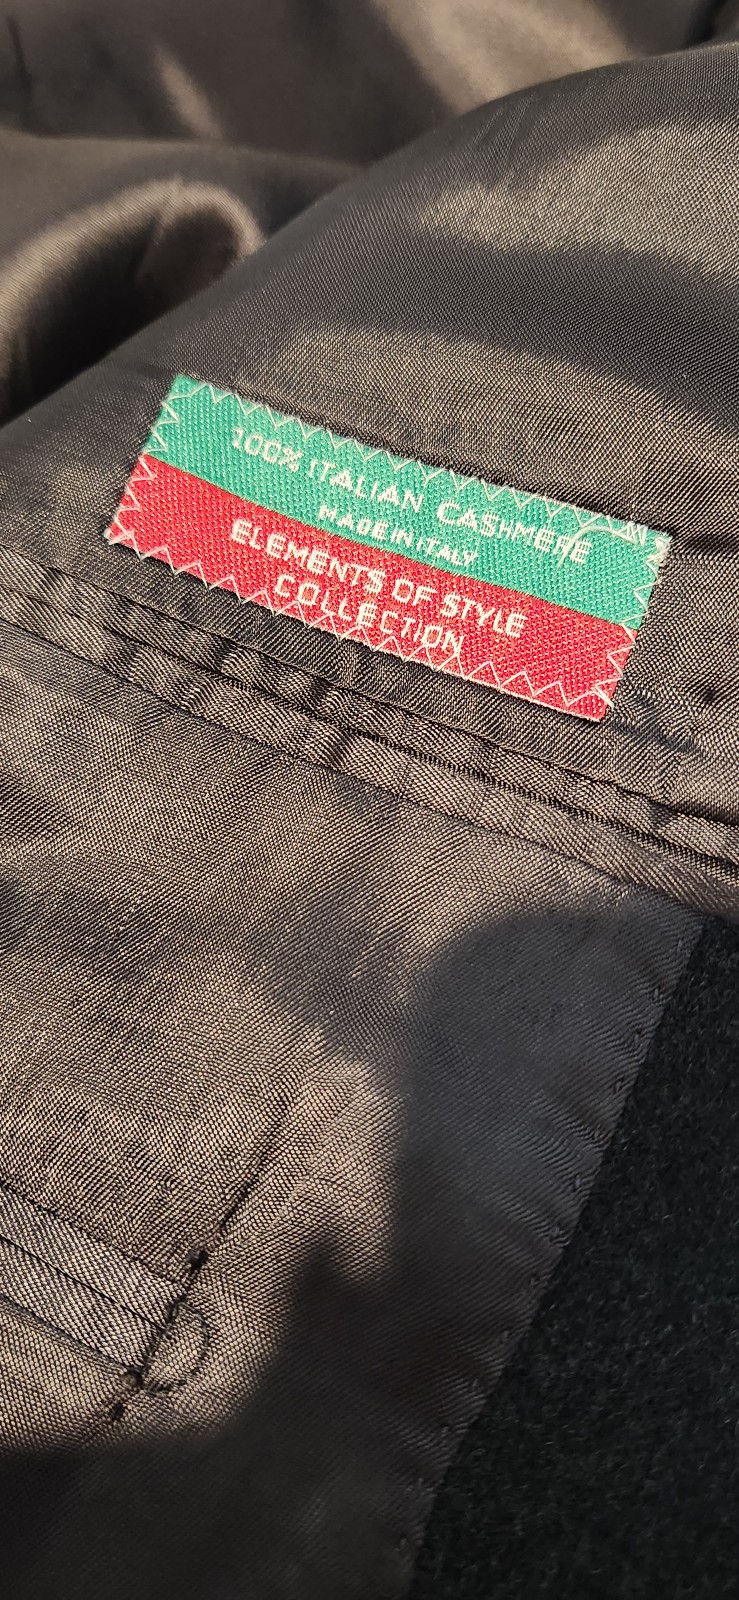 100% ITALIAN CASHMERE
MADE IN ITALY
ELEMENTS OF STYLE
COLLECTION